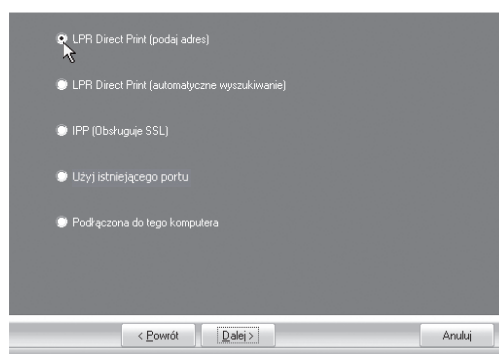 LPR Direct Print (podaj adres)
LPR Direct Print (automatyczne wyszukiwanie)
IPP (Obsługuje SSL)
Użyj istniejącego portu
Podłączona do tego komputera
< Powrót
Dalej >
Anuluj